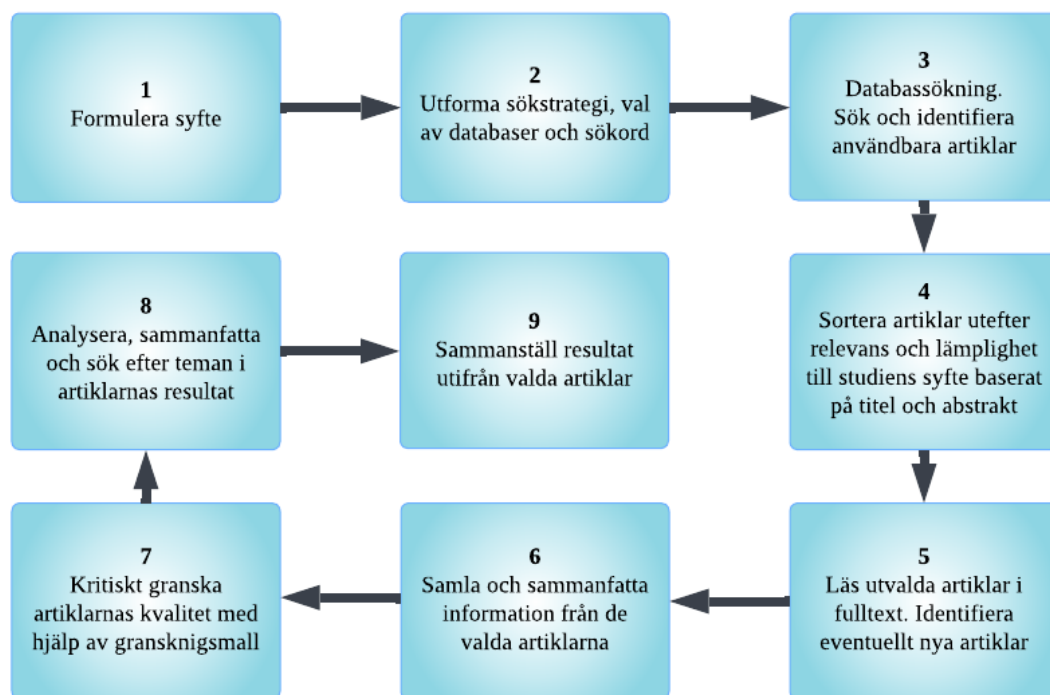 1
Formulera syfte
2
Utforma sökstrategi, val
av databaser och sökord
3
Databassökning.
Sök och identifiera
användbara artiklar
4
Sortera artiklar utefter
relevans och lämplighet
till studiens syfte baserat
på titel och abstrakt
5
Läs utvalda artiklar i
fulltext. Identifiera
eventuellt nya artiklar
6
Samla och sammanfatta
information från de
valda artiklarna
7
Kritiskt granska
artiklarnas kvalitet med
hjälp av gransknigsmall
8
Analysera, sammanfatta
och sök efter teman i
artiklarnas resultat
9
Sammanställ resultat
utifrån valda artiklar